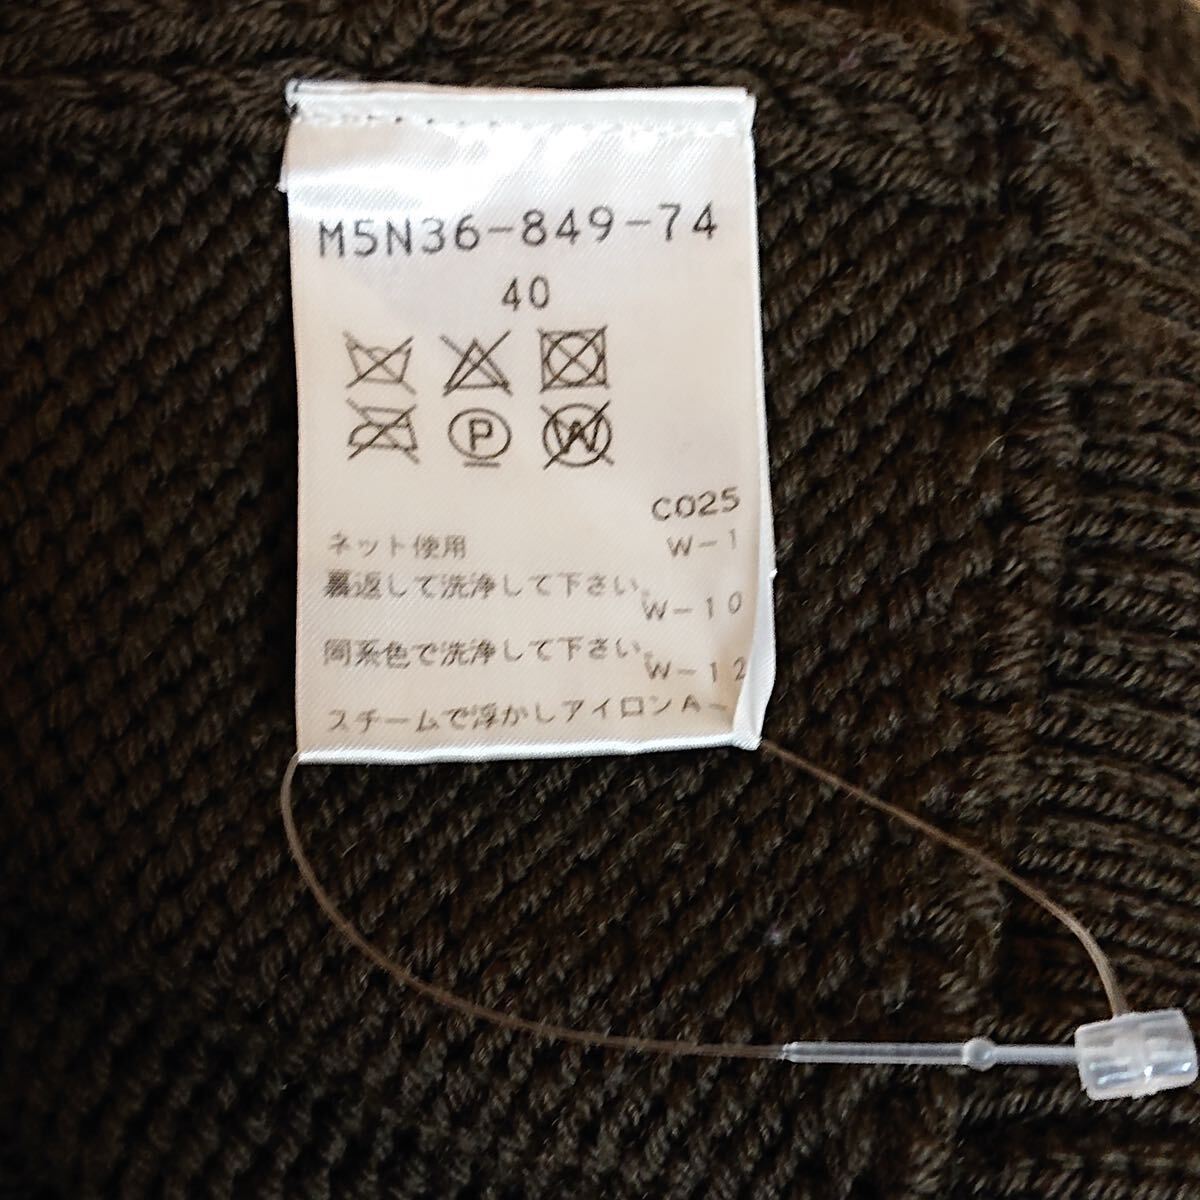 M5N36-849-74
40
P
W
C025
ネット使用 W-1
裏返して洗浄して下さい。 W-10
同系色で洗浄して下さい。 W-12
スチームで浮かしアイロン A-